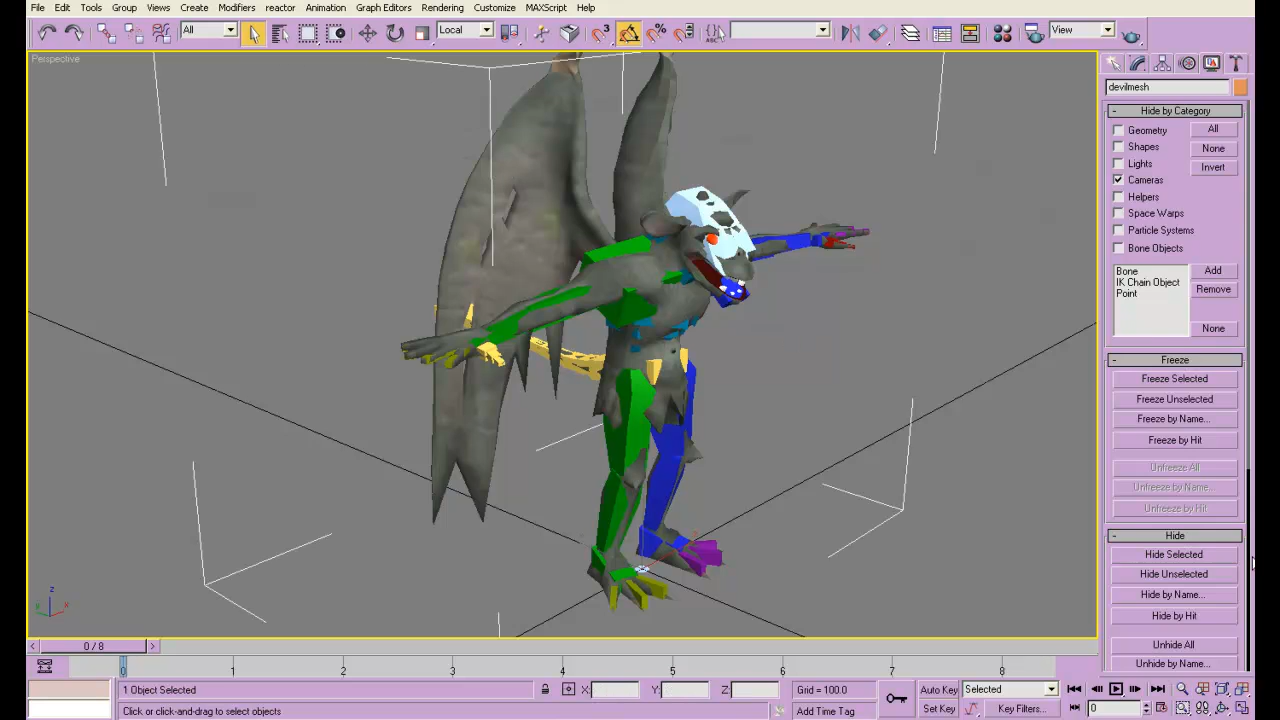 File Edit Tools Group Views Create Modifiers reactor Animation Graph Editors Rendering Customize MAXScript Help
All Local View
Perspective
devilmesh
- Hide by Category
Geometry All
Shapes None
Lights Invert
Cameras
Helpers
Space Warps
Particle Systems
Bone Objects
Bone Add
IK Chain Object Remove
Point
None
- Freeze
Freeze Selected
Freeze Unselected
Freeze by Name...
Freeze by Hit
Unfreeze All
Unfreeze by Name...
Unfreeze by Hit
- Hide
Hide Selected
Hide Unselected
Hide by Name...
Hide by Hit
Unhide All
Unhide by Name...
z
x
< 0 / 8 >
0 1 2 3 4 5 6 7 8
1 Object Selected X: Y: Z: Grid = 100.0 Auto Key Selected
Click or click-and-drag to select objects Add Time Tag Set Key Key Filters... 0